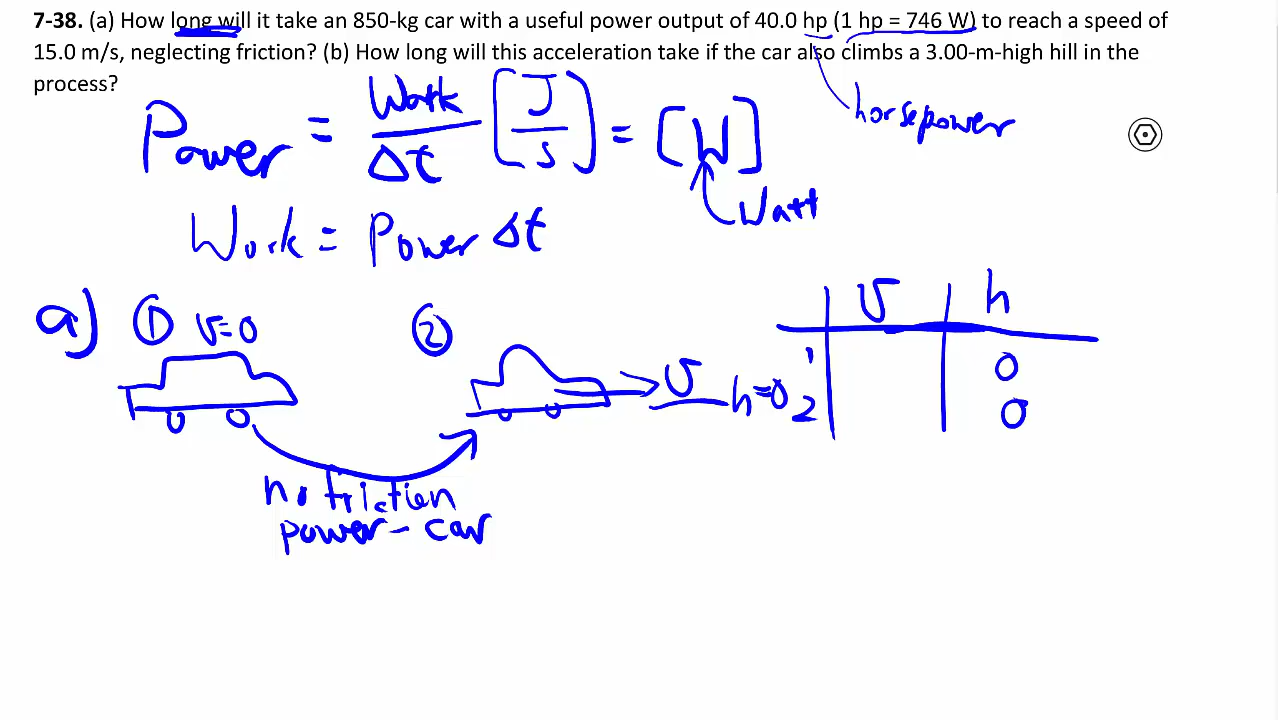 7-38. (a) How long will it take an 850-kg car with a useful power output of 40.0 hp (1 hp = 746 W) to reach a speed of
15.0 m/s, neglecting friction? (b) How long will this acceleration take if the car also climbs a 3.00-m-high hill in the
process?
horsepower
Power = Work/Δt [J/s] = [W]
Watt
Work = Power Δt
a) ① v=0 ② v h=0
v h
1 0
2 0
no friction
power - car